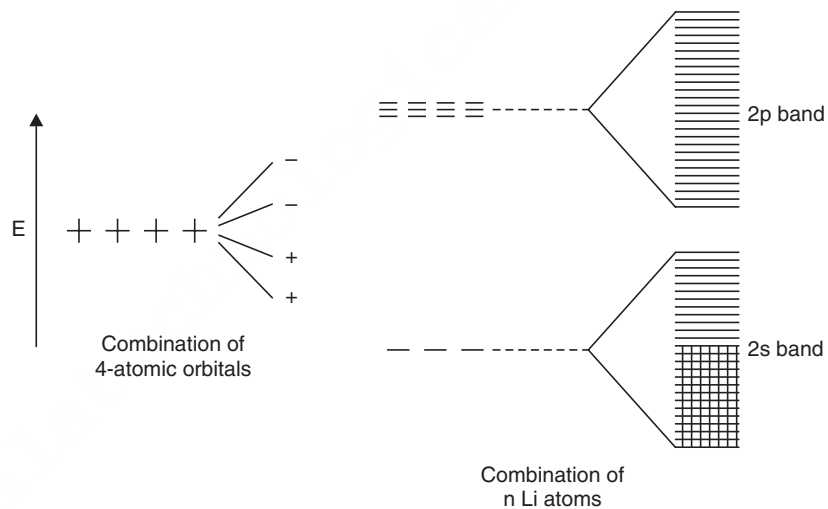 E
Combination of
4-atomic orbitals
2p band
2s band
Combination of
n Li atoms